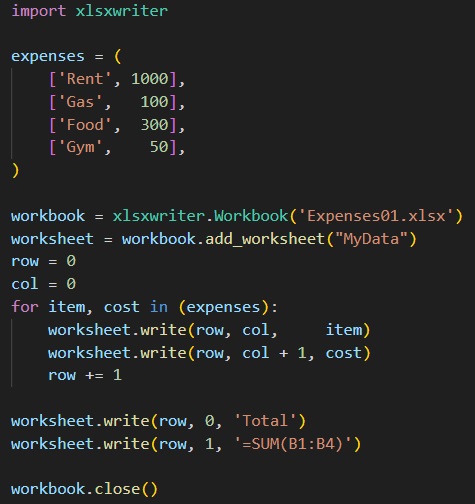 import xlsxwriter

expenses = (
    ['Rent', 1000],
    ['Gas',   100],
    ['Food',  300],
    ['Gym',    50],
)

workbook = xlsxwriter.Workbook('Expenses01.xlsx')
worksheet = workbook.add_worksheet("MyData")
row = 0
col = 0
for item, cost in (expenses):
    worksheet.write(row, col,     item)
    worksheet.write(row, col + 1, cost)
    row += 1

worksheet.write(row, 0, 'Total')
worksheet.write(row, 1, '=SUM(B1:B4)')

workbook.close()